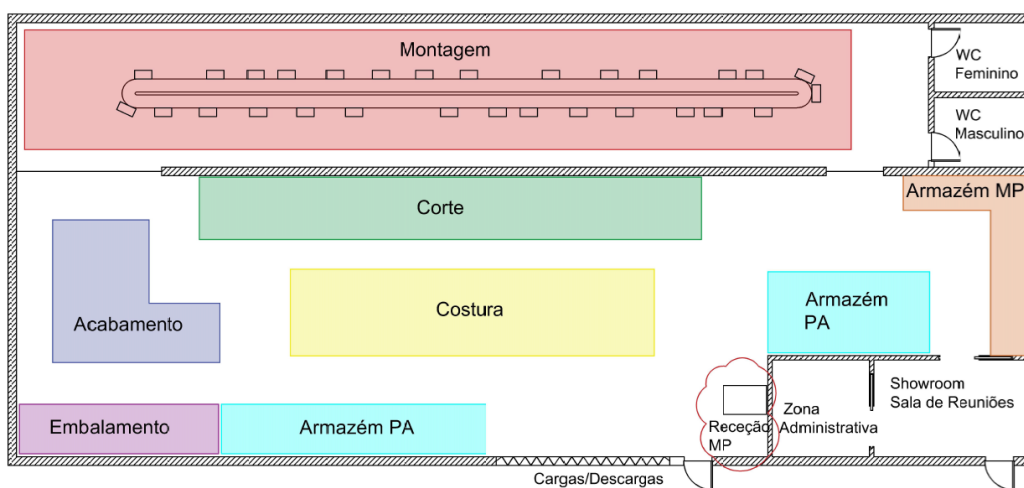 Montagem
WC
Feminino
WC
Masculino
Armazém MP
Corte
Armazém
PA
Costura
Acabamento
Showroom
Sala de Reuniões
Zona
Administrativa
Receção
MP
Embalamento
Armazém PA
Cargas/Descargas